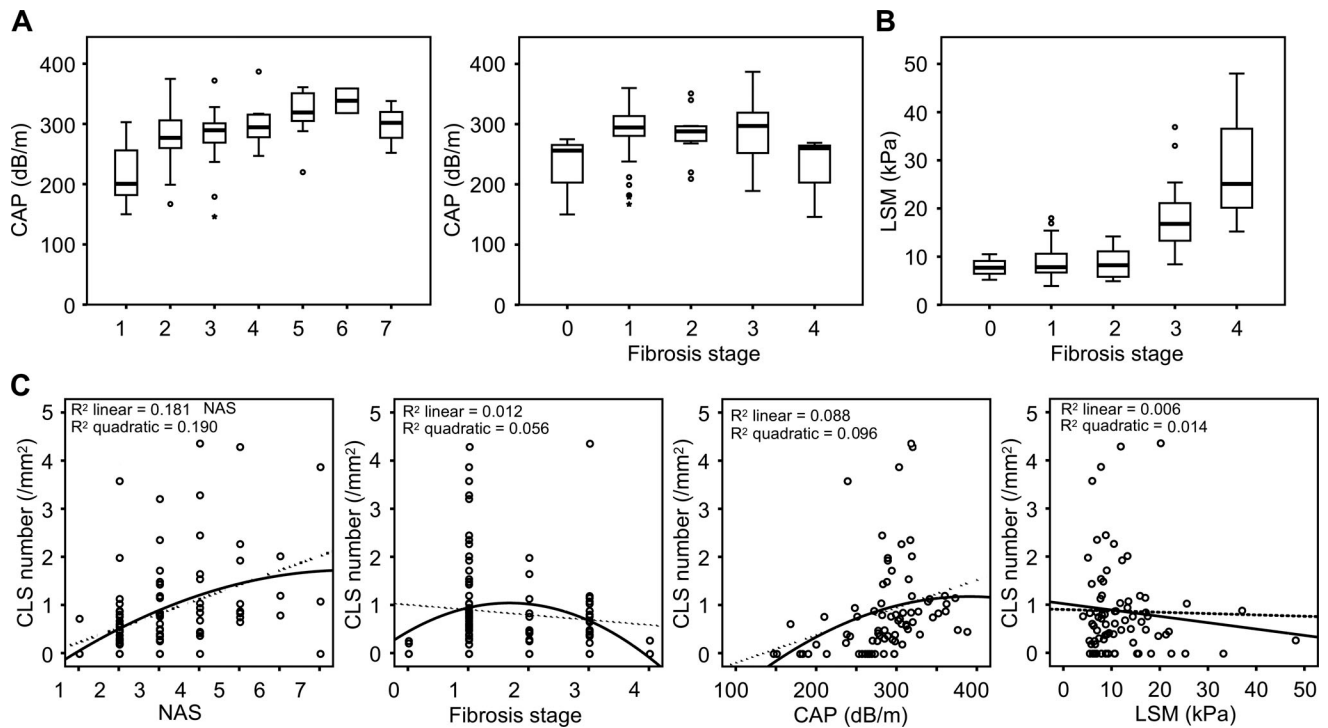 A
CAP (dB/m)
400
300
200
100
0
1 2 3 4 5 6 7
CAP (dB/m)
400
300
200
100
0
0 1 2 3 4
Fibrosis stage
B
LSM (kPa)
50
40
30
20
10
0
0 1 2 3 4
Fibrosis stage
C
R² linear = 0.181 NAS
R² quadratic = 0.190
CLS number (/mm²)
5
4
3
2
1
0
1 2 3 4 5 6 7
NAS
R² linear = 0.012
R² quadratic = 0.056
CLS number (/mm²)
5
4
3
2
1
0
0 1 2 3 4
Fibrosis stage
R² linear = 0.088
R² quadratic = 0.096
CLS number (/mm²)
5
4
3
2
1
0
100 200 300 400
CAP (dB/m)
R² linear = 0.006
R² quadratic = 0.014
CLS number (/mm²)
5
4
3
2
1
0
0 10 20 30 40 50
LSM (kPa)